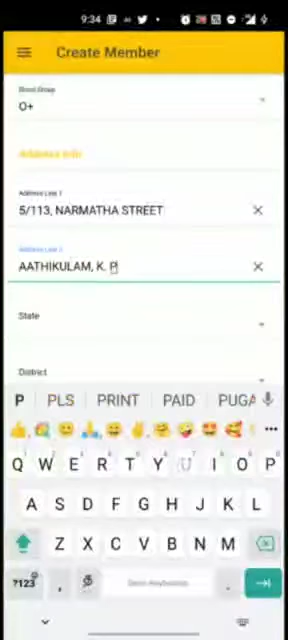 9:34
Create Member
Blood Group
O+
Address Info
Address Line 1
5/113, NARMATHA STREET
Address Line 2
AATHIKULAM, K. P
State
District
P PLS PRINT PAID PUGA
Q W E R T Y U I O P
A S D F G H J K L
Z X C V B N M
?123 , .